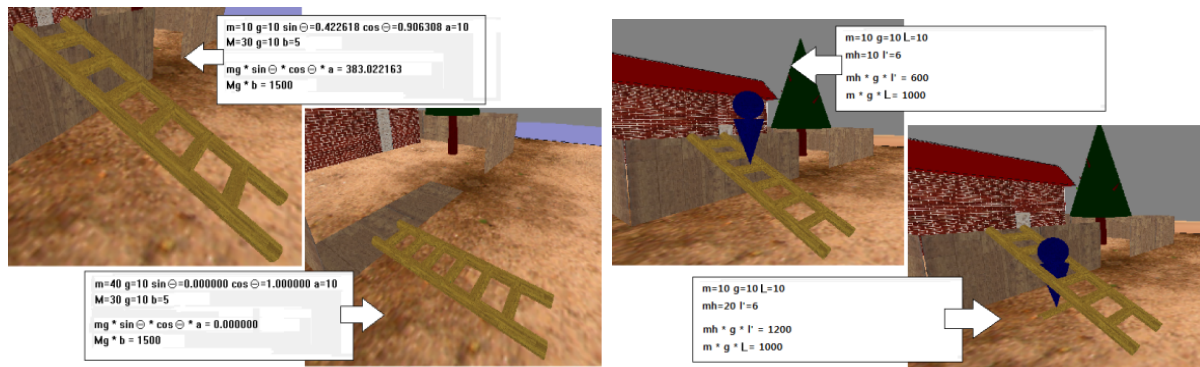 m=10 g=10 sin ⊖=0.422618 cos ⊖=0.906308 a=10
M=30 g=10 b=5
mg * sin ⊖ * cos ⊖ * a = 383.022163
Mg * b = 1500
m=40 g=10 sin ⊖=0.000000 cos ⊖=1.000000 a=10
M=30 g=10 b=5
mg * sin ⊖ * cos ⊖ * a = 0.000000
Mg * b = 1500
m=10 g=10 L=10
mh=10 l'=6
mh * g * l' = 600
m * g * L= 1000
m=10 g=10 L=10
mh=20 l'=6
mh * g * l' = 1200
m * g * L= 1000